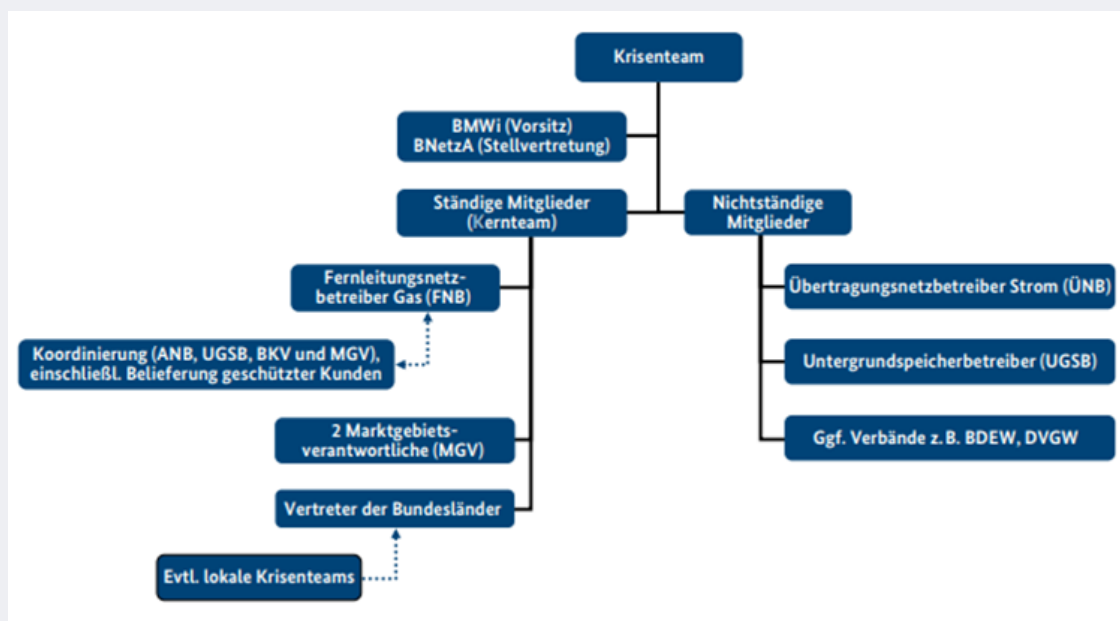 Krisenteam
BMWi (Vorsitz)
BNetzA (Stellvertretung)
Ständige Mitglieder
(Kernteam)
Nichtständige
Mitglieder
Fernleitungsnetz-
betreiber Gas (FNB)
Übertragungsnetzbetreiber Strom (ÜNB)
Koordinierung (ANB, UGSB, BKV und MGV),
einschließl. Belieferung geschützter Kunden
Untergrundspeicherbetreiber (UGSB)
2 Marktgebiets-
verantwortliche (MGV)
Ggf. Verbände z. B. BDEW, DVGW
Vertreter der Bundesländer
Evtl. lokale Krisenteams